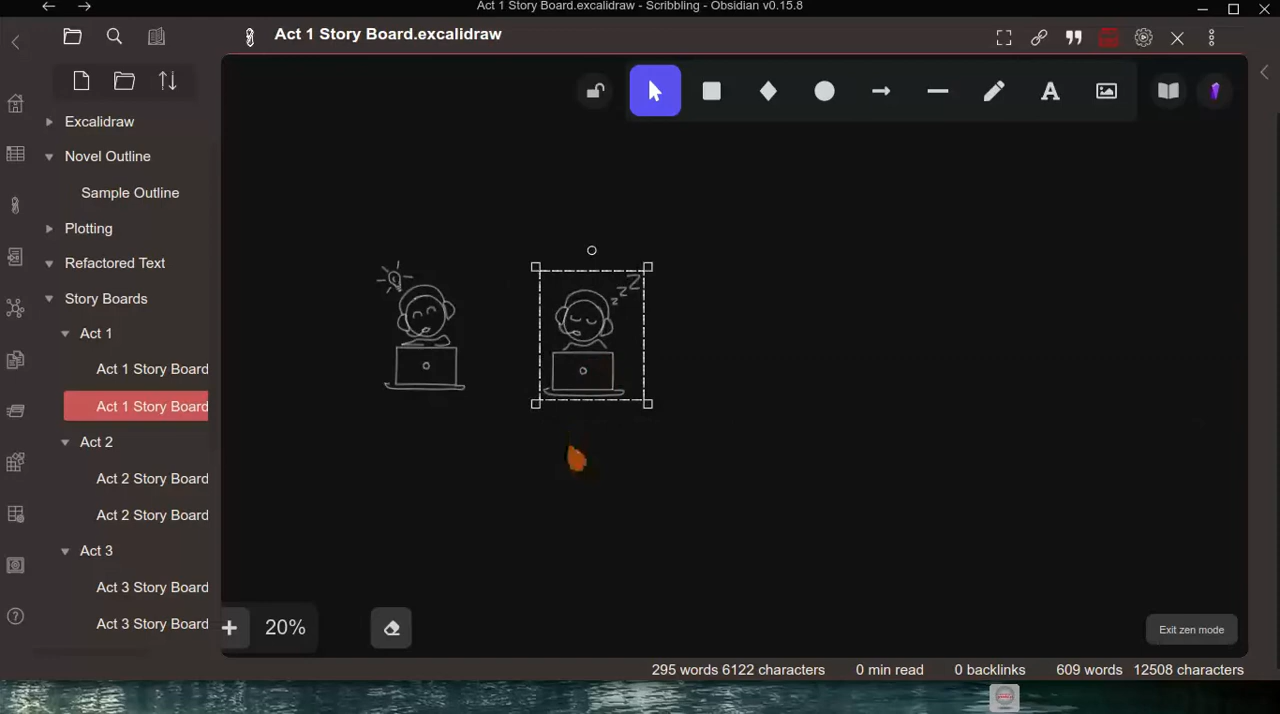 Act 1 Story Board.excalidraw - Scribbling - Obsidian v0.15.8
Act 1 Story Board.excalidraw
Excalidraw
Novel Outline
Sample Outline
Plotting
Refactored Text
Story Boards
Act 1
Act 1 Story Board
Act 1 Story Board
Act 2
Act 2 Story Board
Act 2 Story Board
Act 3
Act 3 Story Board
Act 3 Story Board
A
z z Z
20%
Exit zen mode
295 words 6122 characters 0 min read 0 backlinks 609 words 12508 characters